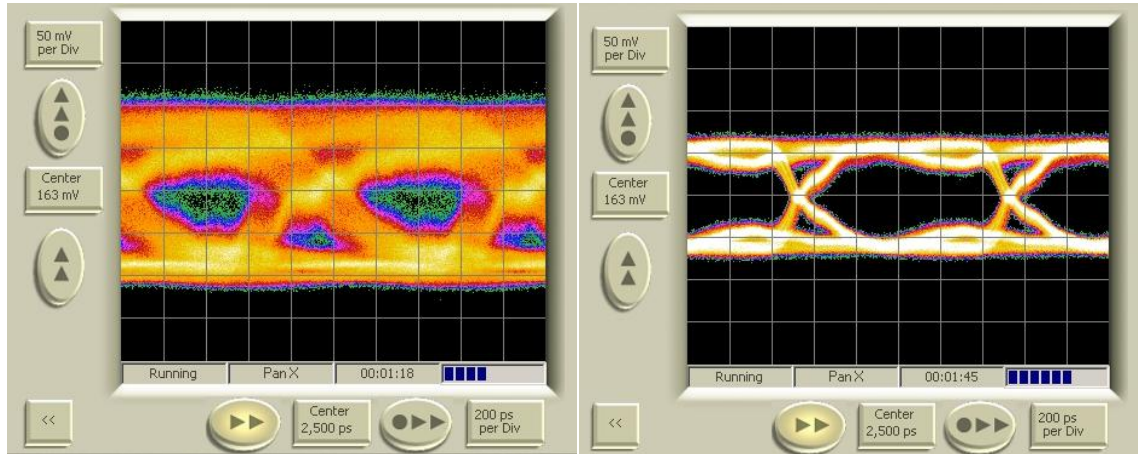 50 mV
per Div
Center
163 mV
Running
Pan X
00:01:18
<<
Center
2,500 ps
200 ps
per Div
50 mV
per Div
Center
163 mV
Running
Pan X
00:01:45
<<
Center
2,500 ps
200 ps
per Div